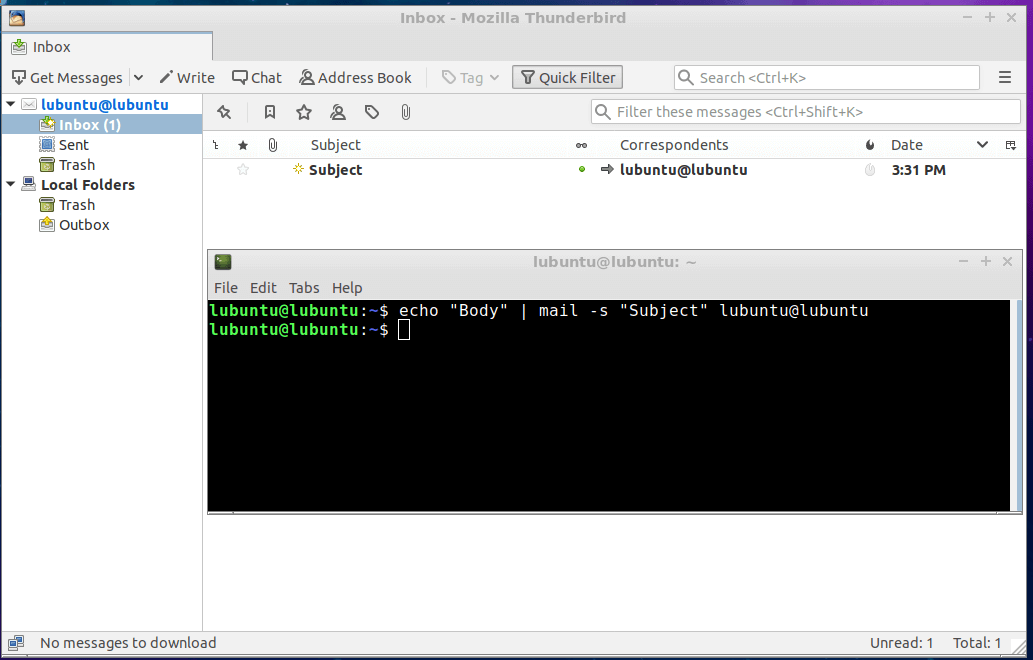 Inbox - Mozilla Thunderbird
Inbox
Get Messages Write Chat Address Book Tag Quick Filter Search <Ctrl+K>
lubuntu@lubuntu
Inbox (1)
Sent
Trash
Local Folders
Trash
Outbox
Filter these messages <Ctrl+Shift+K>
Subject Correspondents Date
Subject lubuntu@lubuntu 3:31 PM
lubuntu@lubuntu: ~
File Edit Tabs Help
lubuntu@lubuntu:~$ echo "Body" | mail -s "Subject" lubuntu@lubuntu
lubuntu@lubuntu:~$
No messages to download Unread: 1 Total: 1